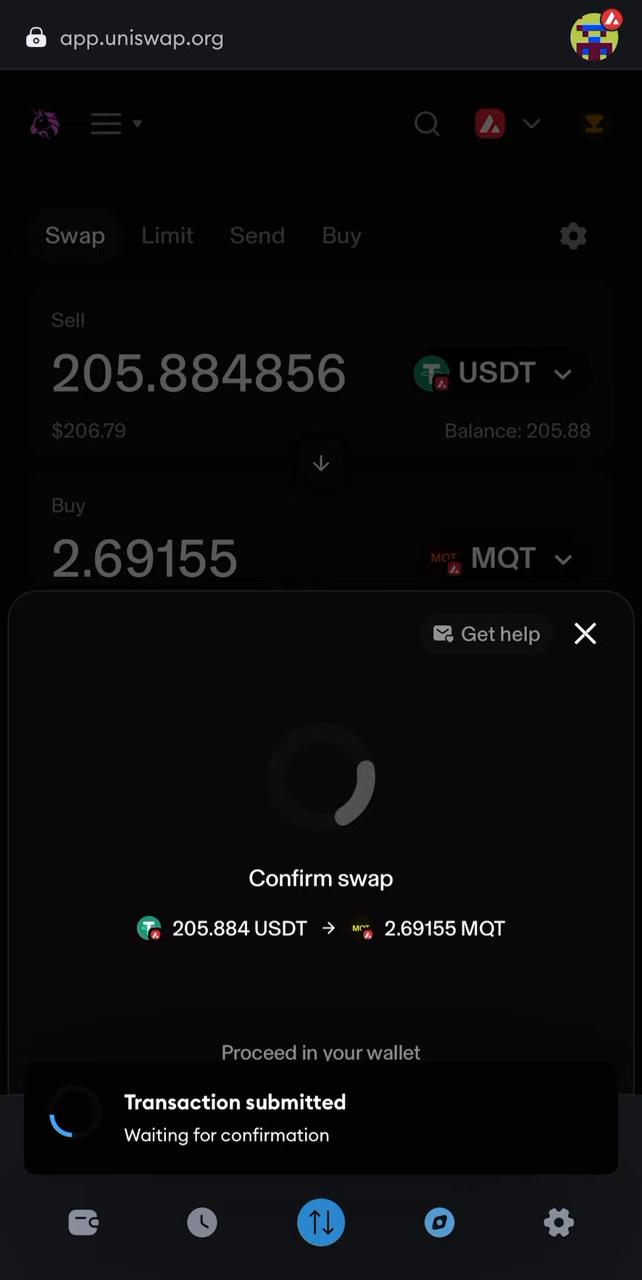 app.uniswap.org
Swap Limit Send Buy
Sell
205.884856 USDT
$206.79 Balance: 205.88
Buy
2.69155 MQT MQT
Get help
Confirm swap
205.884 USDT → MQT 2.69155 MQT
Proceed in your wallet
Transaction submitted
Waiting for confirmation